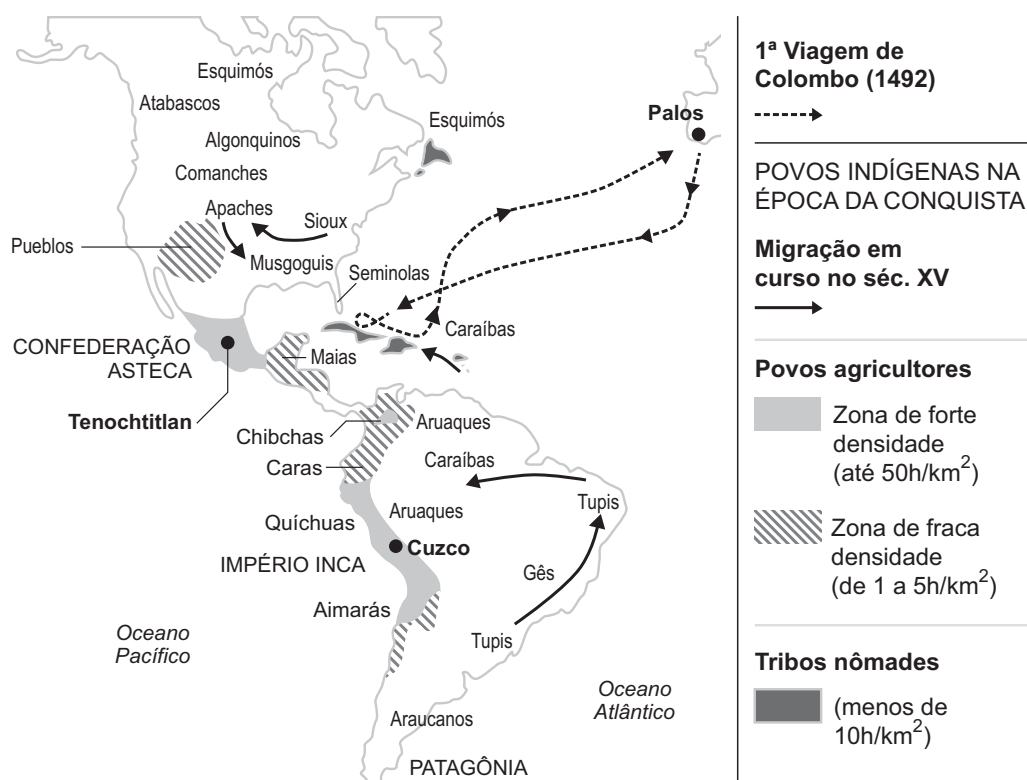 Esquimós
Atabascos
Esquimós
Palos
Algonquinos
Comanches
Apaches
Sioux
Pueblos
Musgoguis
Seminolas
CONFEDERAÇÃO
ASTECA
Maias
Caraíbas
Tenochtitlan
Chibchas
Aruaques
Caras
Caraíbas
Quíchuas
Aruaques
Tupis
Cuzco
IMPÉRIO INCA
Gês
Aimarás
Tupis
Oceano
Pacífico
Oceano
Atlântico
Araucanos
PATAGÔNIA
1ª Viagem de
Colombo (1492)
POVOS INDÍGENAS NA
ÉPOCA DA CONQUISTA
Migração em
curso no séc. XV
Povos agricultores
Zona de forte
densidade
(até 50h/km²)
Zona de fraca
densidade
(de 1 a 5h/km²)
Tribos nômades
(menos de
10h/km²)